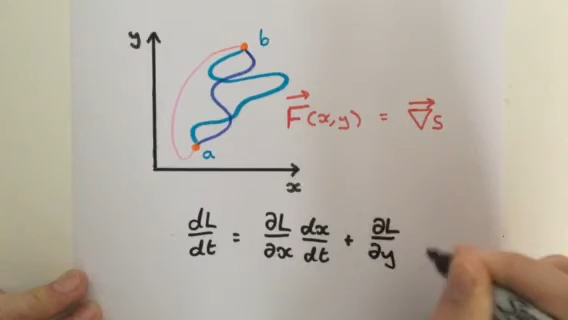 y
b
F⃗(x,y) = ∇⃗s
a
x
dL/dt = ∂L/∂x dx/dt + ∂L/∂y